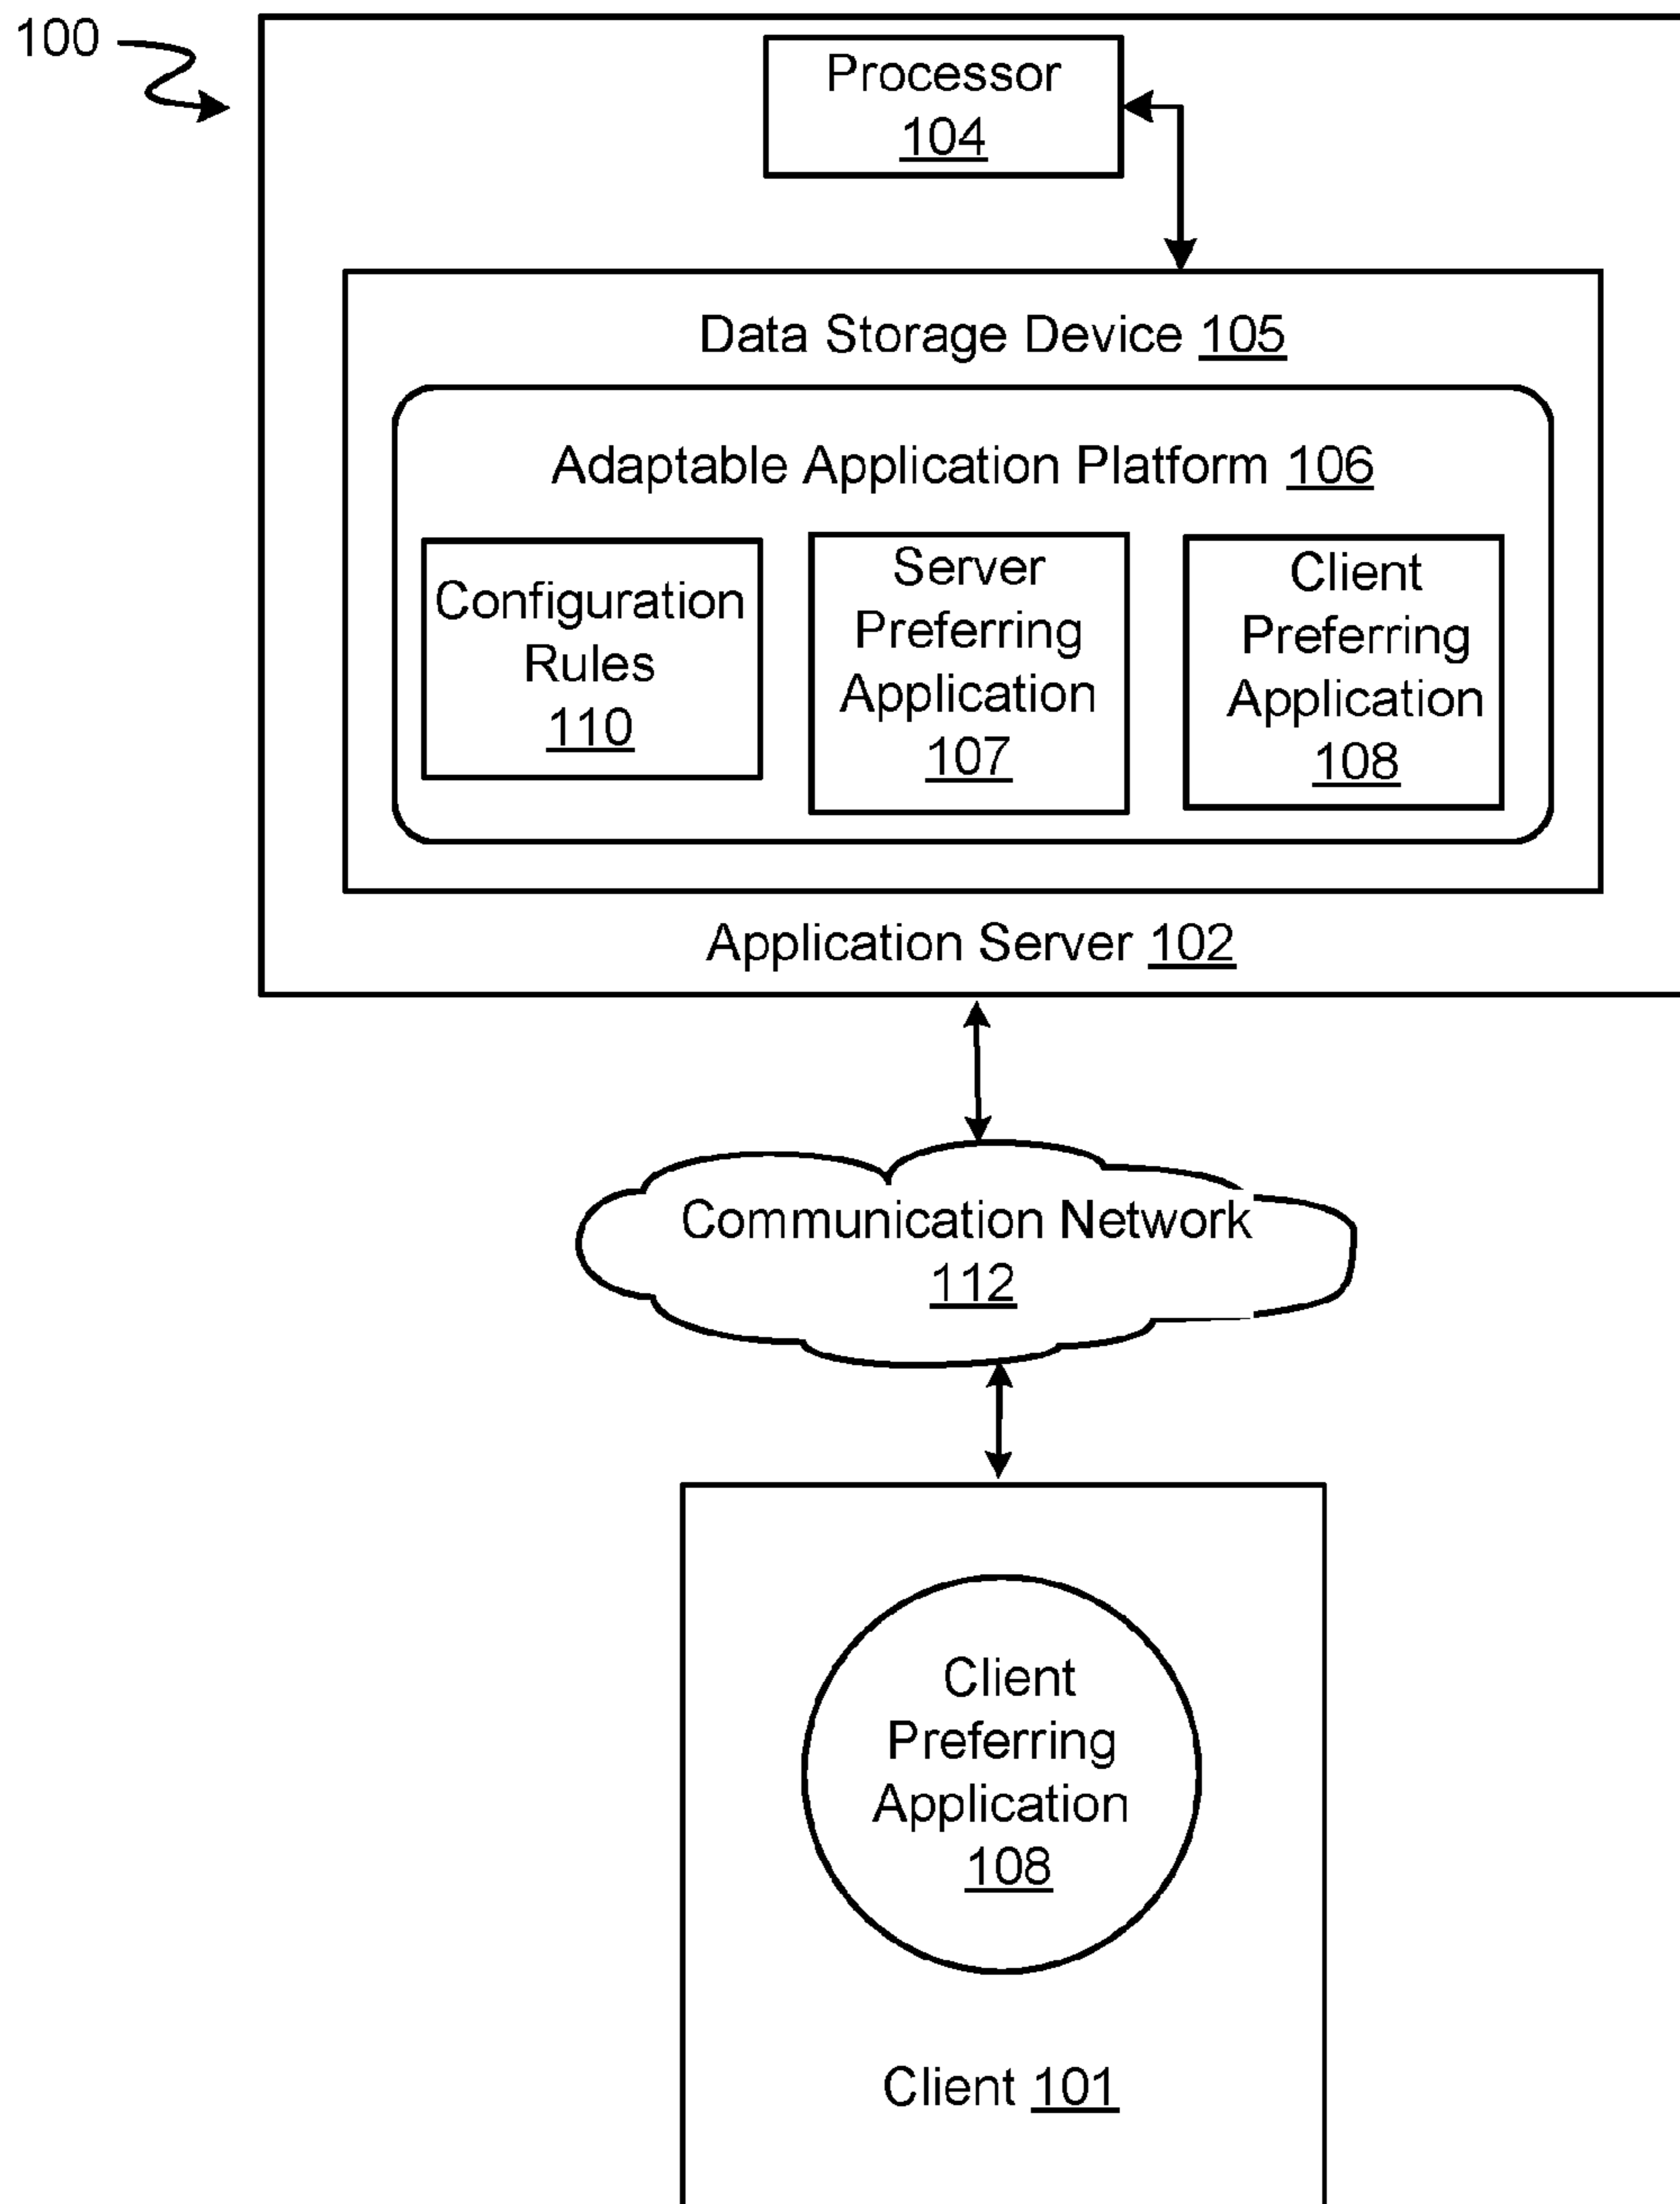 100
Processor
104
Data Storage Device 105
Adaptable Application Platform 106
Configuration
Rules
110
Server
Preferring
Application
107
Client
Preferring
Application
108
Application Server 102
Communication Network
112
Client
Preferring
Application
108
Client 101